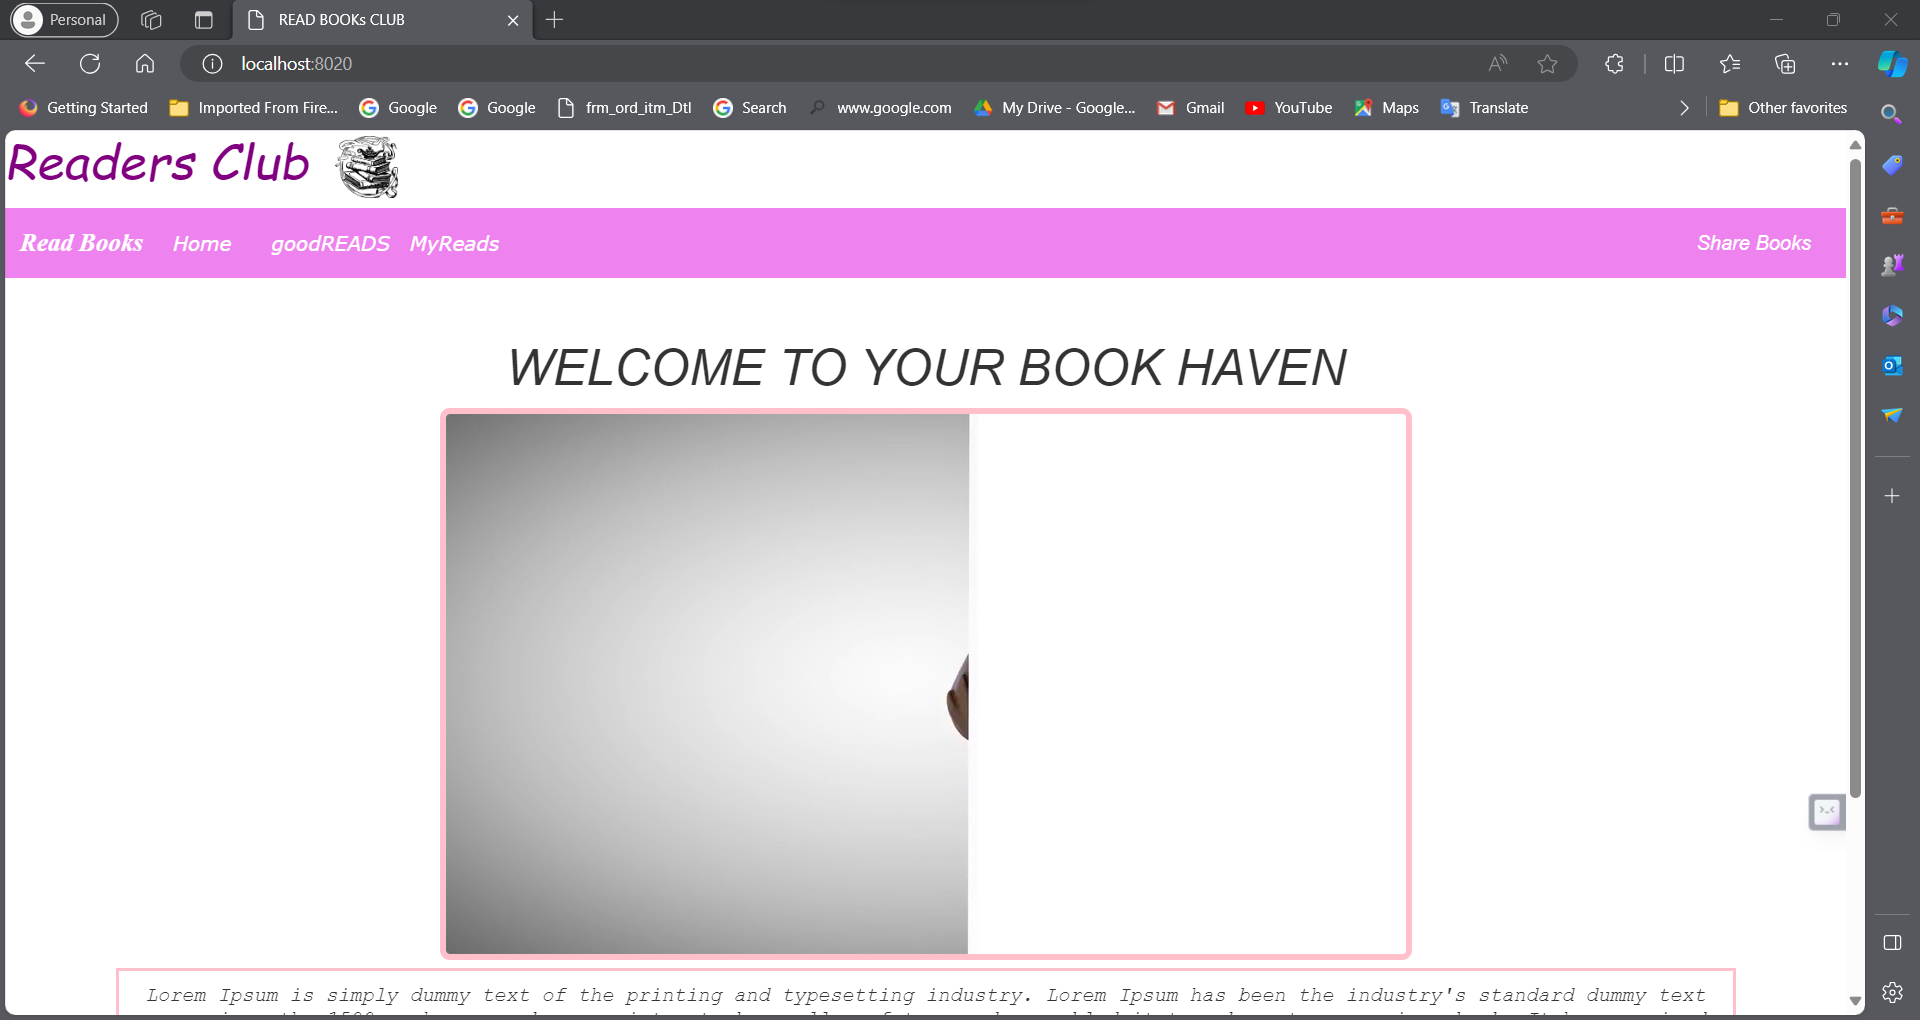 Personal
READ BOOKs CLUB
localhost:8020
Getting Started
Imported From Fire...
Google
Google
frm_ord_itm_Dtl
Search
www.google.com
My Drive - Google...
Gmail
YouTube
Maps
Translate
Other favorites
Readers Club
Read Books Home goodREADS MyReads Share Books
WELCOME TO YOUR BOOK HAVEN
Lorem Ipsum is simply dummy text of the printing and typesetting industry. Lorem Ipsum has been the industry's standard dummy text